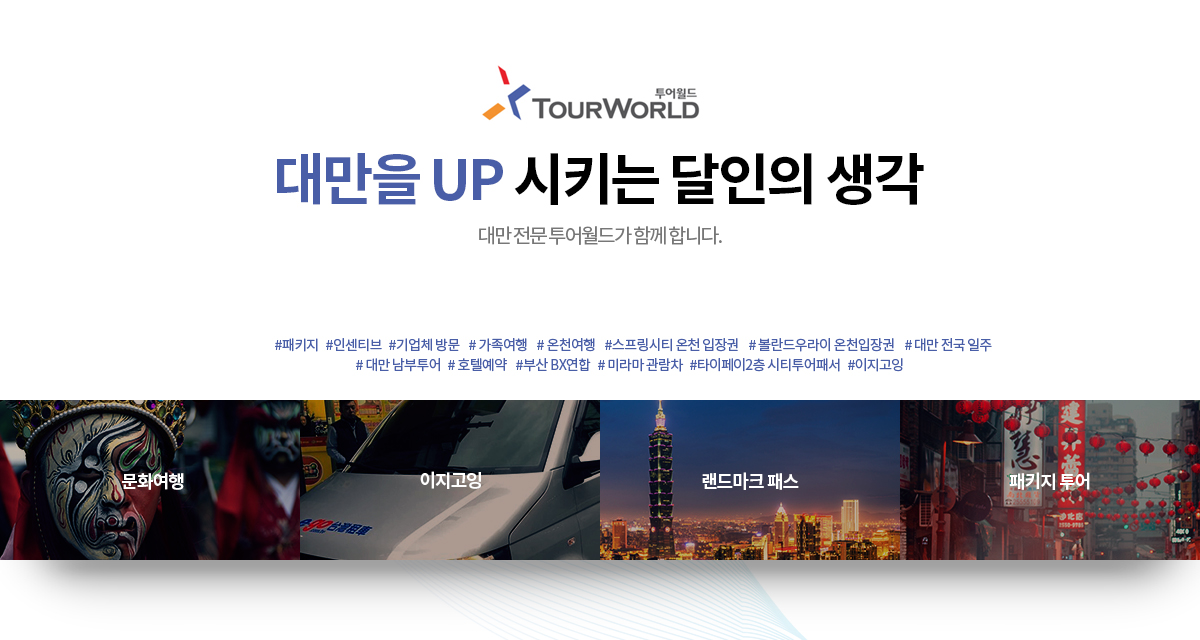 투어월드
TOURWORLD
대만을 UP 시키는 달인의 생각
대만 전문 투어월드가 함께 합니다.
#패키지 #인센티브 #기업체 방문 # 가족여행 # 온천여행 #스프링시티 온천 입장권 # 볼란드우라이 온천입장권 # 대만 전국 일주
# 대만 남부투어 # 호텔예약 #부산 BX연합 # 미라마 관람차 #타이페이2층 시티투어패서 #이지고잉
문화여행
이지고잉
랜드마크 패스
패키지 투어
go 台灣租車
慧
建